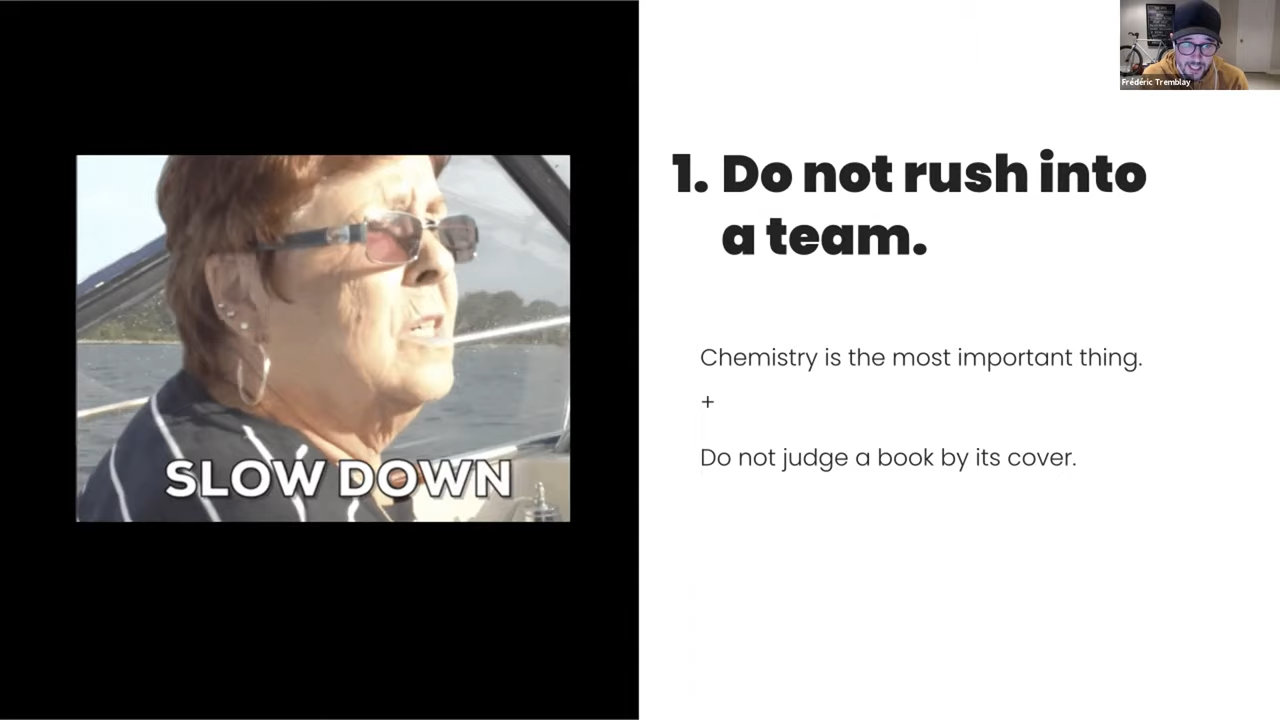 Frédéric Tremblay
1. Do not rush into
a team.
Chemistry is the most important thing.
+
Do not judge a book by its cover.
SLOW DOWN